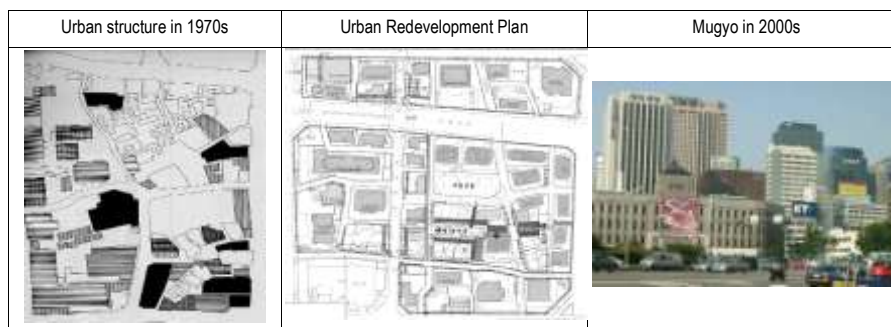 Urban structure in 1970s
Urban Redevelopment Plan
Mugyo in 2000s